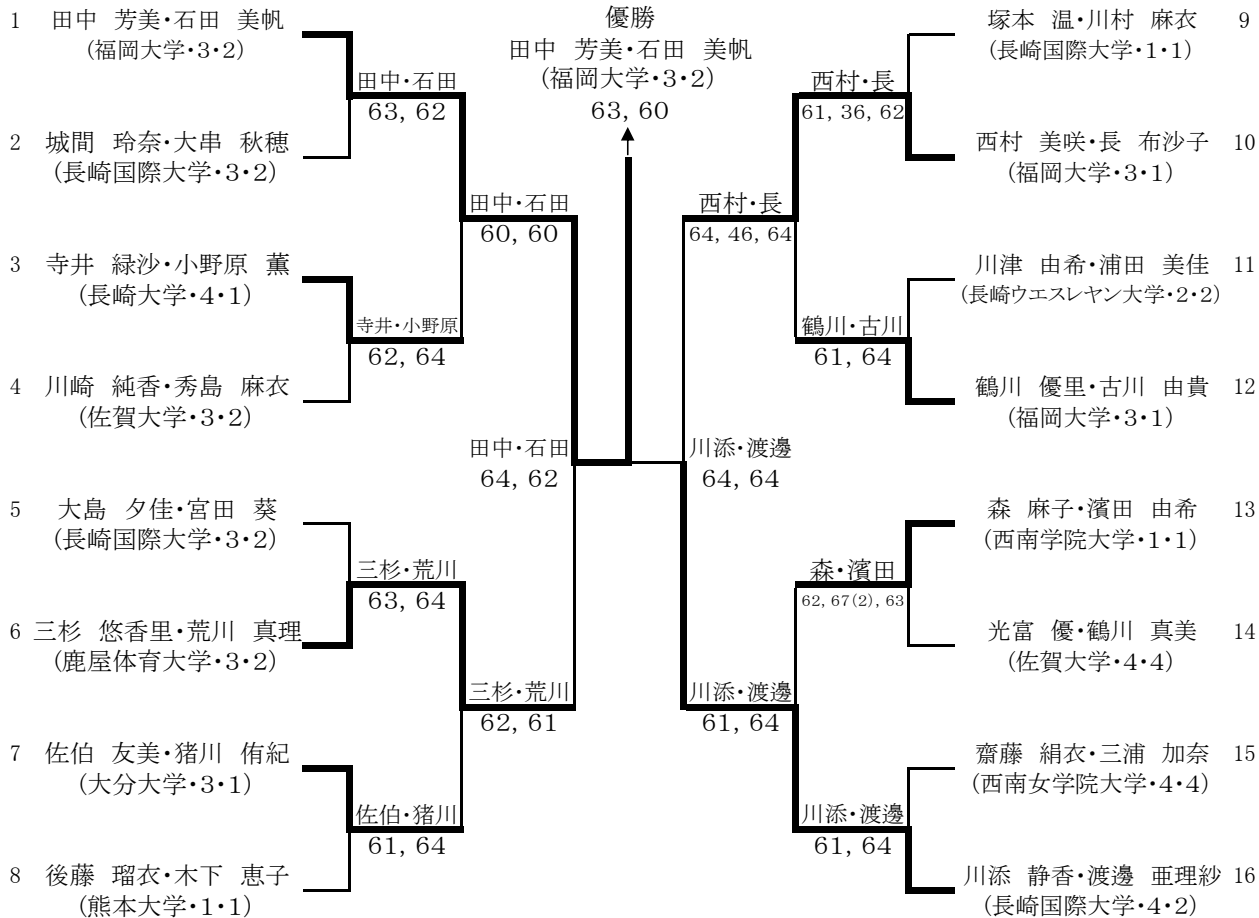 優勝
田中 芳美・石田 美帆
(福岡大学・3・2)
63, 60
1 田中 芳美・石田 美帆
(福岡大学・3・2)
田中・石田
63, 62
2 城間 玲奈・大串 秋穂
(長崎国際大学・3・2)
田中・石田
60, 60
3 寺井 緑沙・小野原 薫
(長崎大学・4・1)
寺井・小野原
62, 64
4 川崎 純香・秀島 麻衣
(佐賀大学・3・2)
田中・石田
64, 62
5 大島 夕佳・宮田 葵
(長崎国際大学・3・2)
三杉・荒川
63, 64
6 三杉 悠香里・荒川 真理
(鹿屋体育大学・3・2)
三杉・荒川
62, 61
7 佐伯 友美・猪川 侑紀
(大分大学・3・1)
佐伯・猪川
61, 64
8 後藤 瑠衣・木下 恵子
(熊本大学・1・1)
塚本 温・川村 麻衣 9
(長崎国際大学・1・1)
西村・長
61, 36, 62
西村 美咲・長 布沙子 10
(福岡大学・3・1)
西村・長
64, 46, 64
川津 由希・浦田 美佳 11
(長崎ウエスレヤン大学・2・2)
鶴川・古川
61, 64
鶴川 優里・古川 由貴 12
(福岡大学・3・1)
川添・渡邊
64, 64
森 麻子・濱田 由希 13
(西南学院大学・1・1)
森・濱田
62, 67(2), 63
光富 優・鶴川 真美 14
(佐賀大学・4・4)
川添・渡邊
61, 64
齋藤 絹衣・三浦 加奈 15
(西南女学院大学・4・4)
川添・渡邊
61, 64
川添 静香・渡邊 亜理紗 16
(長崎国際大学・4・2)